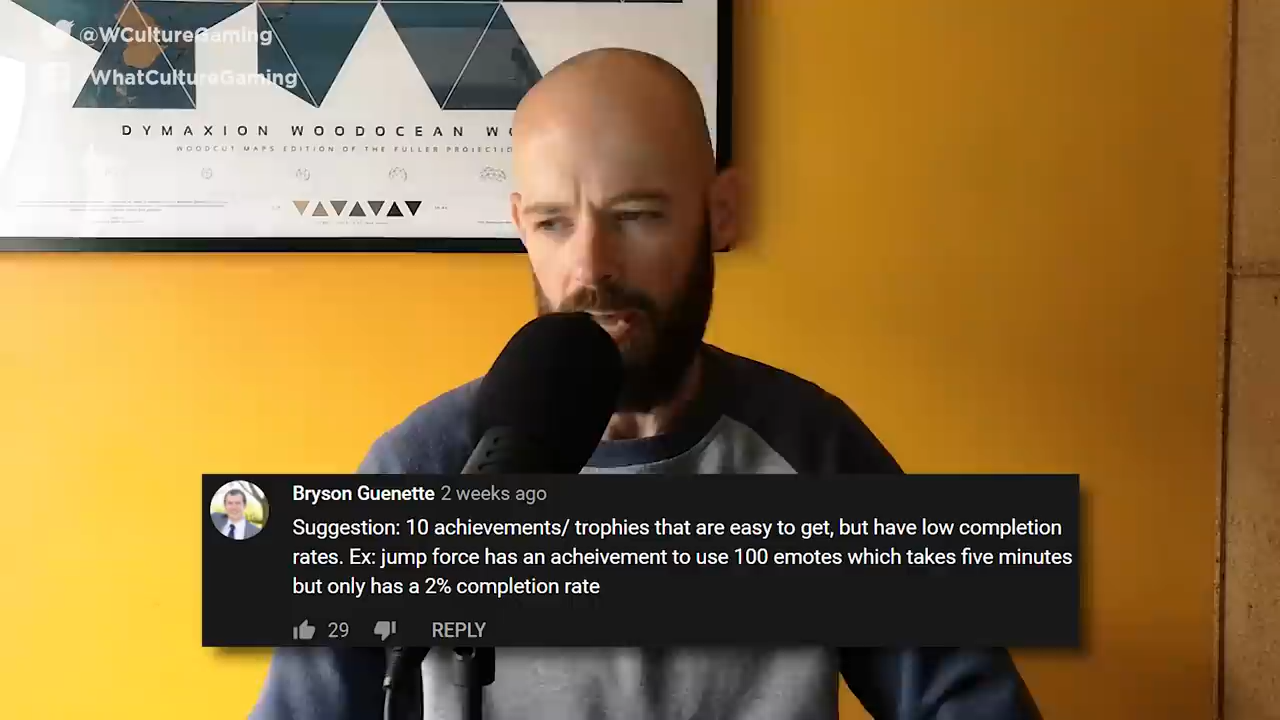 @WCultureGaming
WhatCultureGaming
DYMAXION WOODOCEAN
WOODCUT MAPS EDITION OF THE FULLER
Bryson Guenette 2 weeks ago
Suggestion: 10 achievements/ trophies that are easy to get, but have low completion
rates. Ex: jump force has an acheivement to use 100 emotes which takes five minutes
but only has a 2% completion rate
29 REPLY